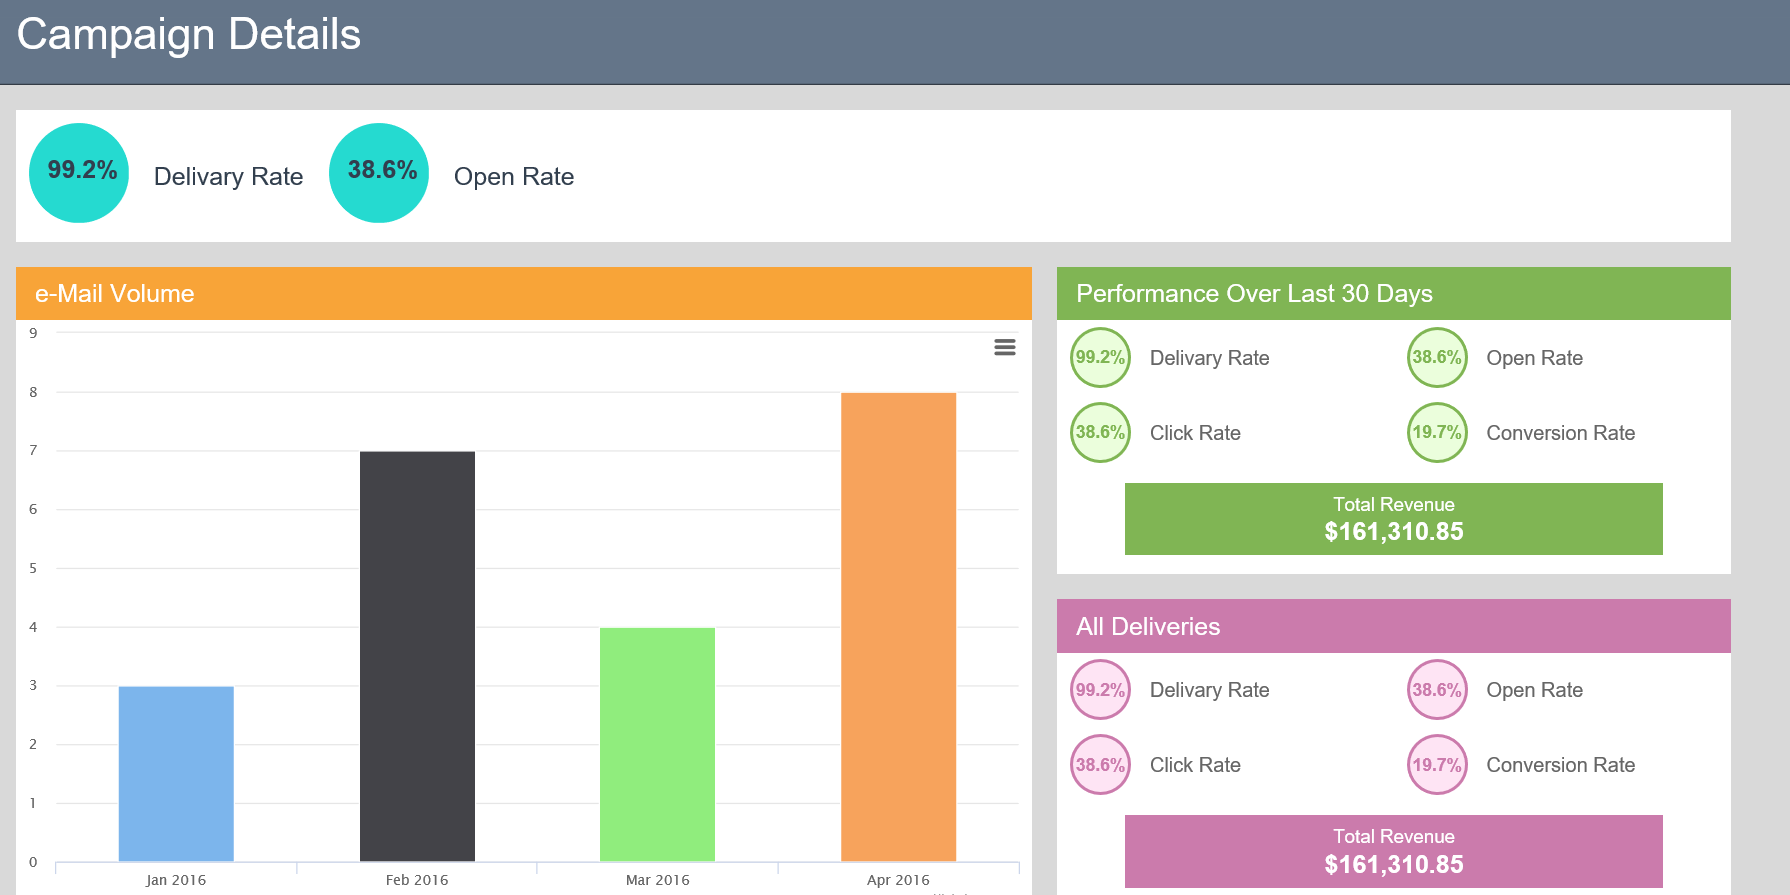 Campaign Details
99.2% Delivary Rate 38.6% Open Rate
e-Mail Volume
9
8
7
6
5
4
3
2
1
0
Jan 2016 Feb 2016 Mar 2016 Apr 2016
Performance Over Last 30 Days
99.2% Delivary Rate 38.6% Open Rate
38.6% Click Rate 19.7% Conversion Rate
Total Revenue
$161,310.85
All Deliveries
99.2% Delivary Rate 38.6% Open Rate
38.6% Click Rate 19.7% Conversion Rate
Total Revenue
$161,310.85